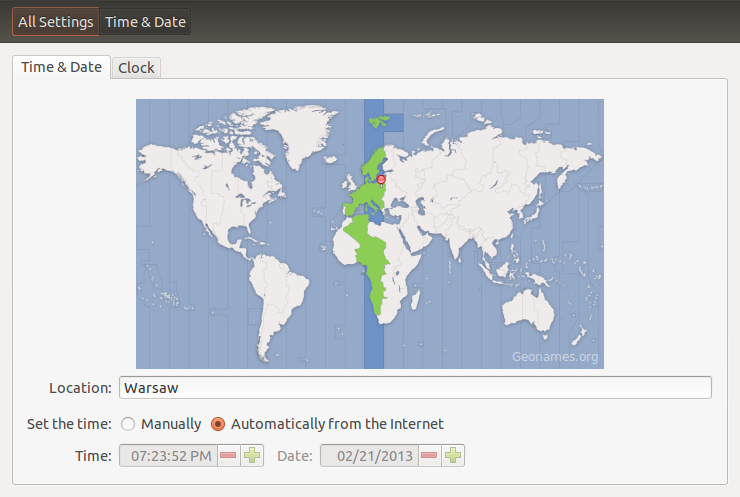 All Settings Time & Date
Time & Date Clock
Geonames.org
Location: Warsaw
Set the time: Manually Automatically from the Internet
Time: 07:23:52 PM Date: 02/21/2013